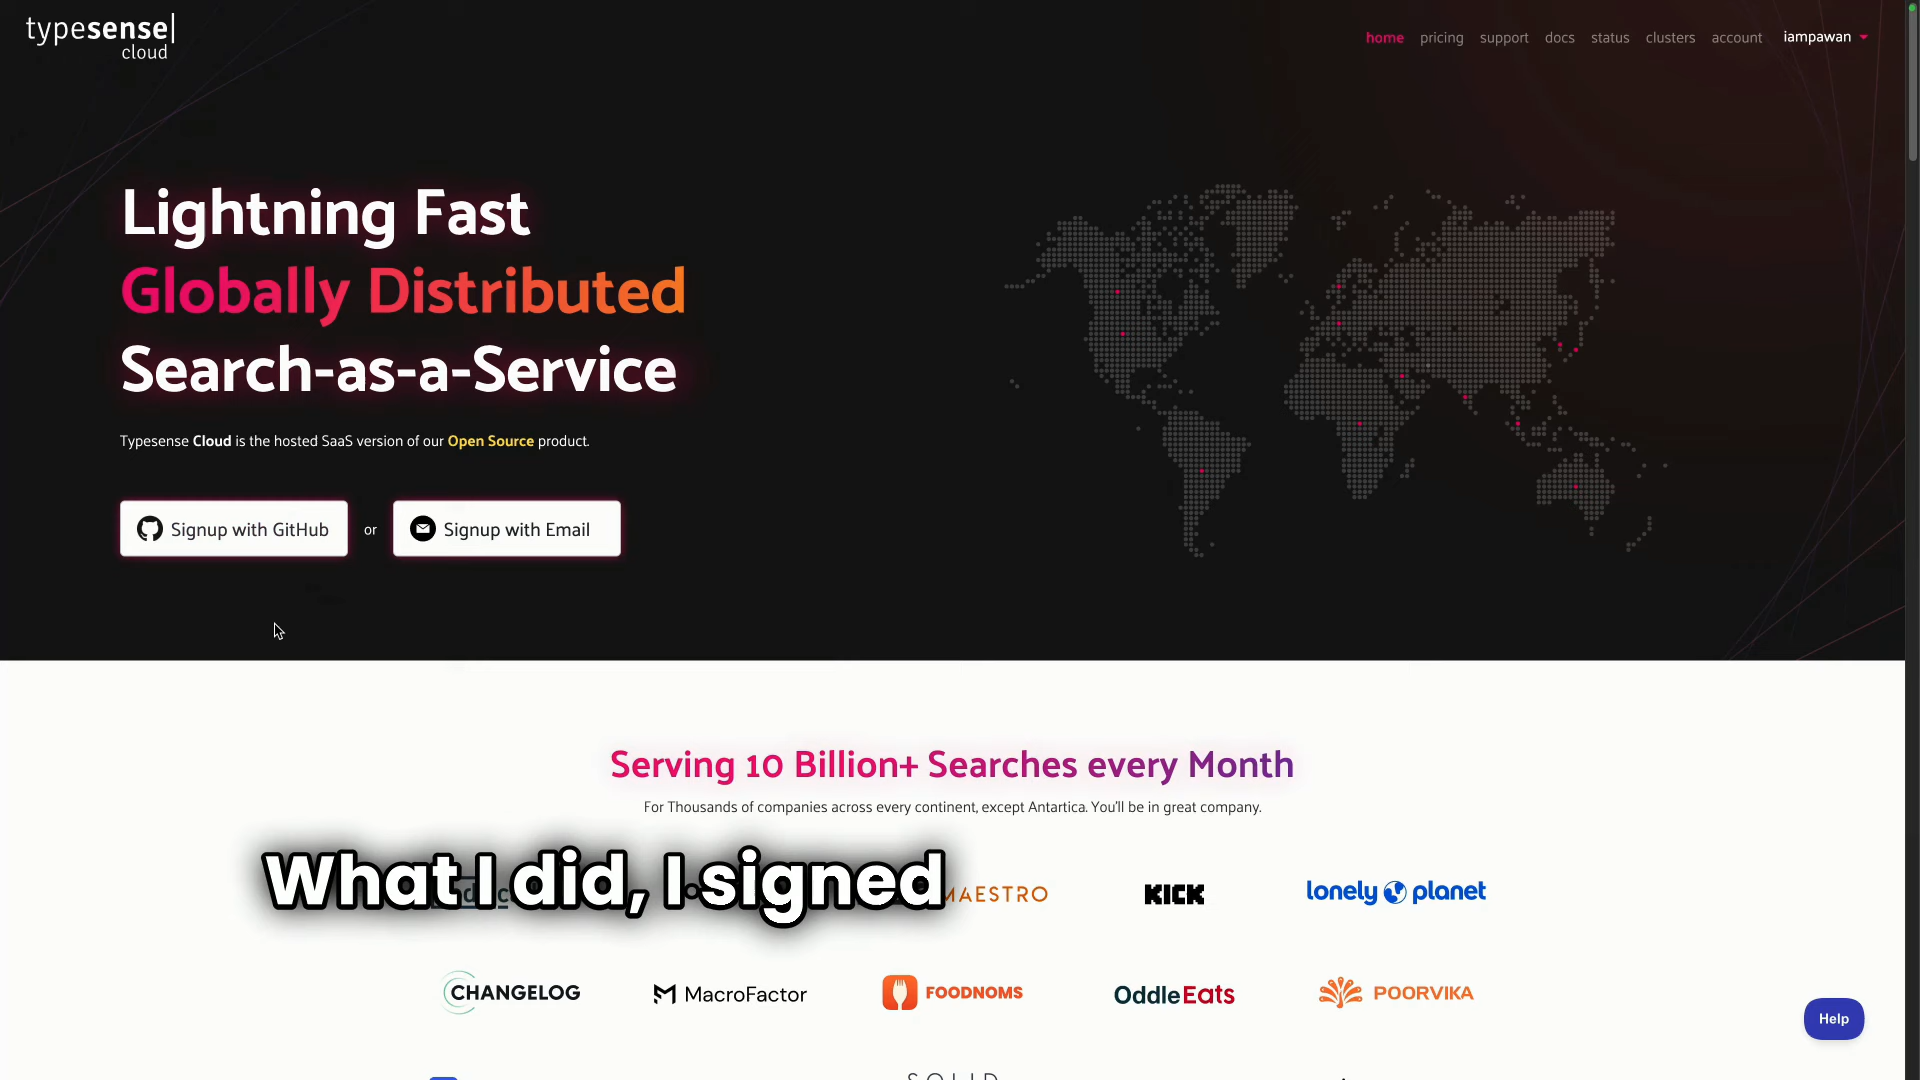 typesense
cloud
home pricing support docs status clusters account iampawan
Lightning Fast
Globally Distributed
Search-as-a-Service
Typesense Cloud is the hosted SaaS version of our Open Source product.
Signup with GitHub or Signup with Email
Serving 10 Billion+ Searches every Month
For Thousands of companies across every continent, except Antartica. You'll be in great company.
What I did, I signed
MAESTRO KICK lonely planet
CHANGELOG MacroFactor FOODNOMS OddleEats POORVIKA
Help